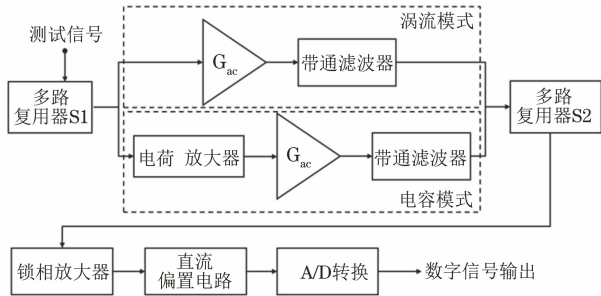 涡流模式
测试信号
G_ac
带通滤波器
多路
复用器S1
多路
复用器S2
电荷 放大器
G_ac
带通滤波器
电容模式
锁相放大器
直流
偏置电路
A/D转换
数字信号输出